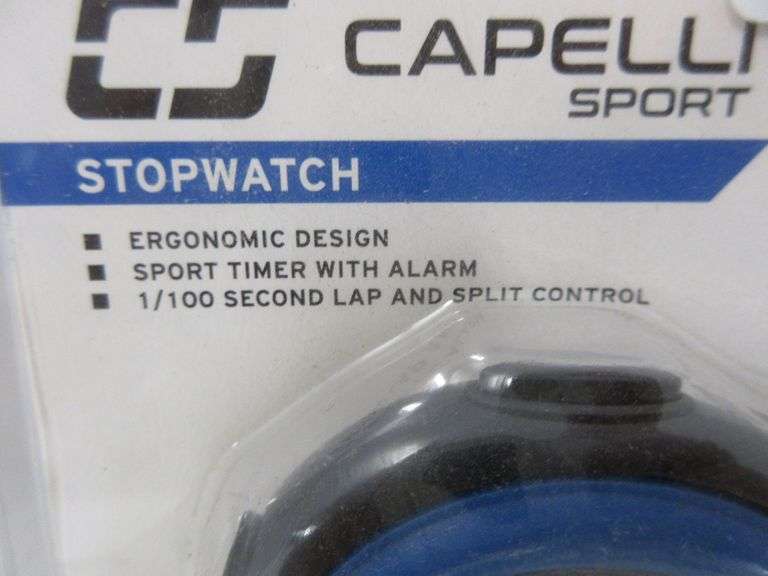 CAPELLI
SPORT
STOPWATCH
■ ERGONOMIC DESIGN
■ SPORT TIMER WITH ALARM
■ 1/100 SECOND LAP AND SPLIT CONTROL